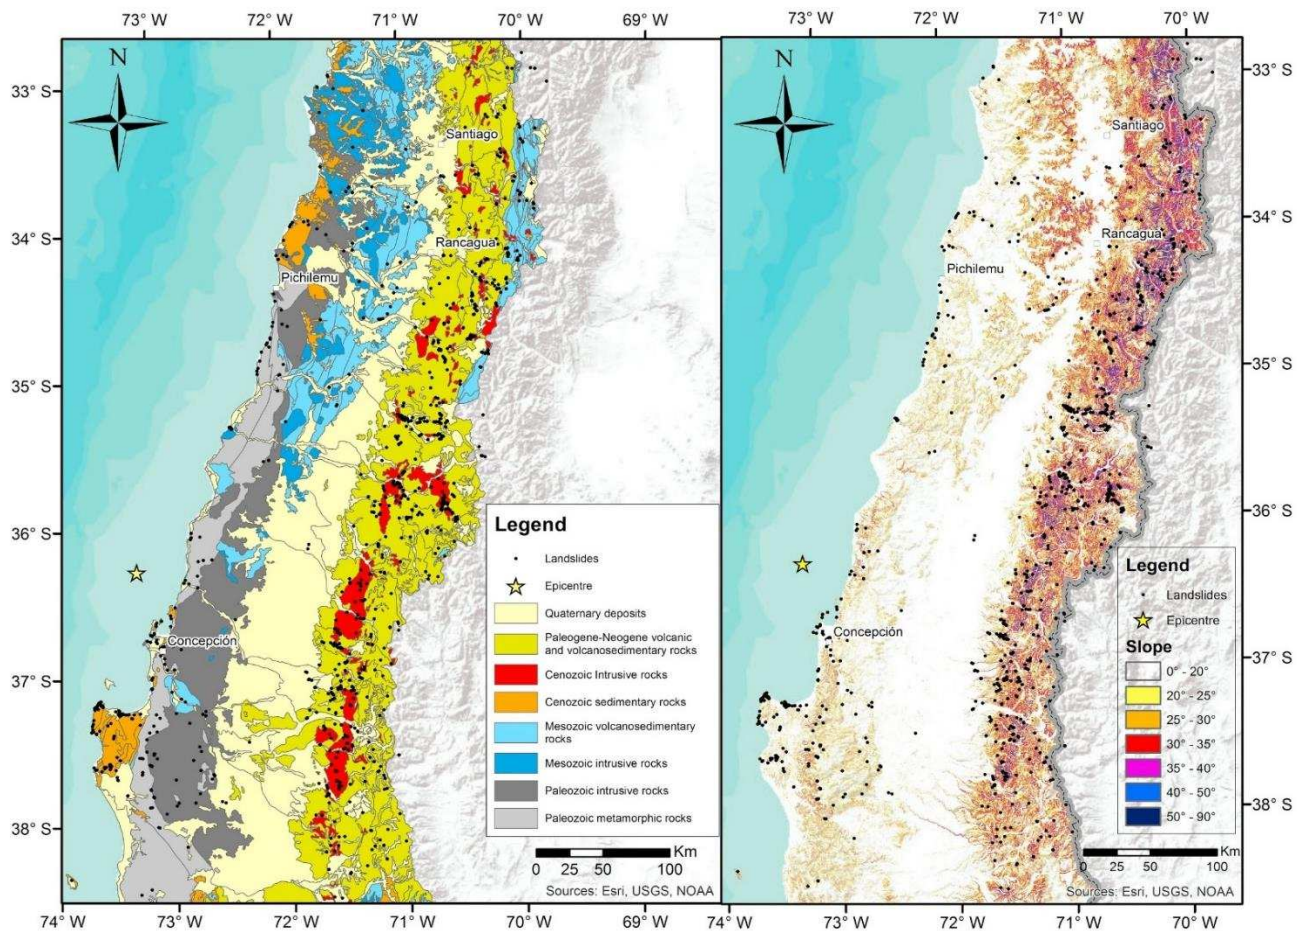 73° W 72° W 71° W 70° W 69° W
N
33° S
34° S
35° S
36° S
37° S
38° S
Santiago
Rancagua
Pichilemu
Concepción
Legend
Landslides
Epicentre
Quaternary deposits
Paleogene-Neogene volcanic
and volcanosedimentary rocks
Cenozoic Intrusive rocks
Cenozoic sedimentary rocks
Mesozoic volcanosedimentary
rocks
Mesozoic intrusive rocks
Paleozoic intrusive rocks
Paleozoic metamorphic rocks
Km
0 25 50 100
Sources: Esri, USGS, NOAA
74° W 73° W 72° W 71° W 70° W
73° W 72° W 71° W 70° W
N
33° S
34° S
35° S
36° S
37° S
38° S
Santiago
Rancagua
Pichilemu
Concepción
Legend
Landslides
Epicentre
Slope
0° - 20°
20° - 25°
25° - 30°
30° - 35°
35° - 40°
40° - 50°
50° - 90°
Km
0 25 50 100
Sources: Esri, USGS, NOAA
74° W 73° W 72° W 71° W 70° W